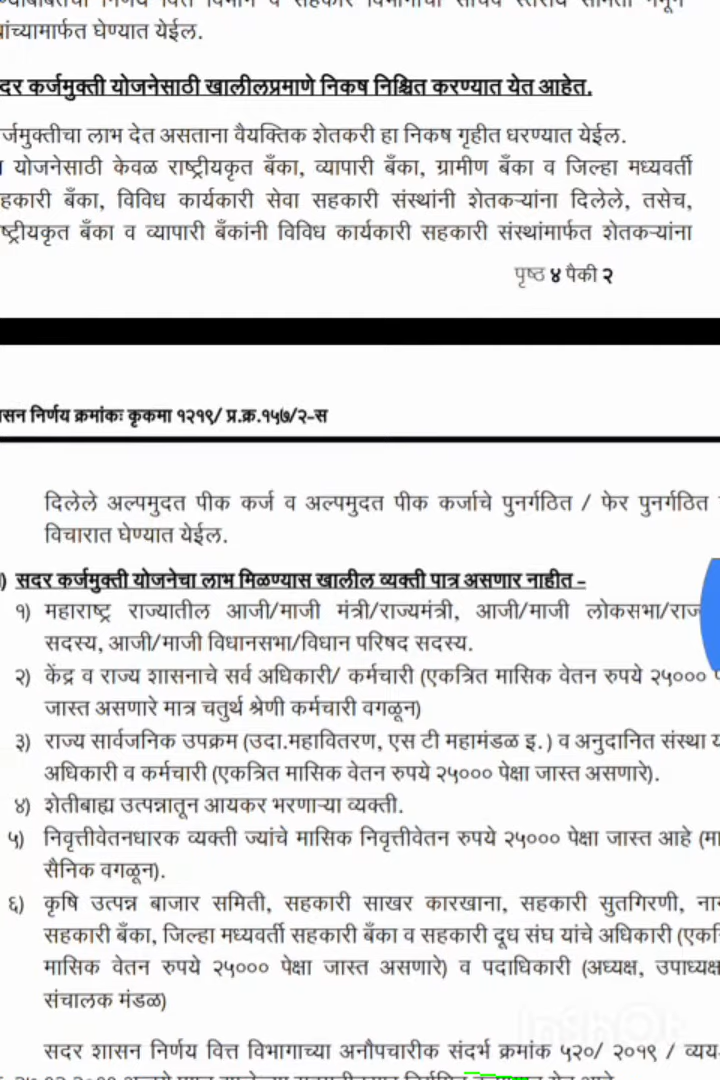 यांच्यामार्फत घेण्यात येईल.
सदर कर्जमुक्ती योजनेसाठी खालीलप्रमाणे निकष निश्चित करण्यात येत आहेत.
कर्जमुक्तीचा लाभ देत असताना वैयक्तिक शेतकरी हा निकष गृहीत धरण्यात येईल.
योजनेसाठी केवळ राष्ट्रीयकृत बँका, व्यापारी बँका, ग्रामीण बँका व जिल्हा मध्यवर्ती
सहकारी बँका, विविध कार्यकारी सेवा सहकारी संस्थांनी शेतकऱ्यांना दिलेले, तसेच,
राष्ट्रीयकृत बँका व व्यापारी बँकांनी विविध कार्यकारी सहकारी संस्थांमार्फत शेतकऱ्यांना
पृष्ठ ४ पैकी २
शासन निर्णय क्रमांकः कृकमा १२१९/ प्र.क्र.१५७/२-स
दिलेले अल्पमुदत पीक कर्ज व अल्पमुदत पीक कर्जाचे पुनर्गठित / फेर पुनर्गठित
विचारात घेण्यात येईल.
) सदर कर्जमुक्ती योजनेचा लाभ मिळण्यास खालील व्यक्ती पात्र असणार नाहीत -
१) महाराष्ट्र राज्यातील आजी/माजी मंत्री/राज्यमंत्री, आजी/माजी लोकसभा/राज
सदस्य, आजी/माजी विधानसभा/विधान परिषद सदस्य.
२) केंद्र व राज्य शासनाचे सर्व अधिकारी/ कर्मचारी (एकत्रित मासिक वेतन रुपये २५०००
जास्त असणारे मात्र चतुर्थ श्रेणी कर्मचारी वगळून)
३) राज्य सार्वजनिक उपक्रम (उदा.महावितरण, एस टी महामंडळ इ.) व अनुदानित संस्था
अधिकारी व कर्मचारी (एकत्रित मासिक वेतन रुपये २५००० पेक्षा जास्त असणारे).
४) शेतीबाह्य उत्पन्नातून आयकर भरणाऱ्या व्यक्ती.
५) निवृत्तीवेतनधारक व्यक्ती ज्यांचे मासिक निवृत्तीवेतन रुपये २५००० पेक्षा जास्त आहे (मा
सैनिक वगळून).
६) कृषि उत्पन्न बाजार समिती, सहकारी साखर कारखाना, सहकारी सुतगिरणी, ना
सहकारी बँका, जिल्हा मध्यवर्ती सहकारी बँका व सहकारी दूध संघ यांचे अधिकारी (एक
मासिक वेतन रुपये २५००० पेक्षा जास्त असणारे) व पदाधिकारी (अध्यक्ष, उपाध्यक्ष
संचालक मंडळ)
सदर शासन निर्णय वित्त विभागाच्या अनौपचारीक संदर्भ क्रमांक ५२०/ २०१९ / व्यय